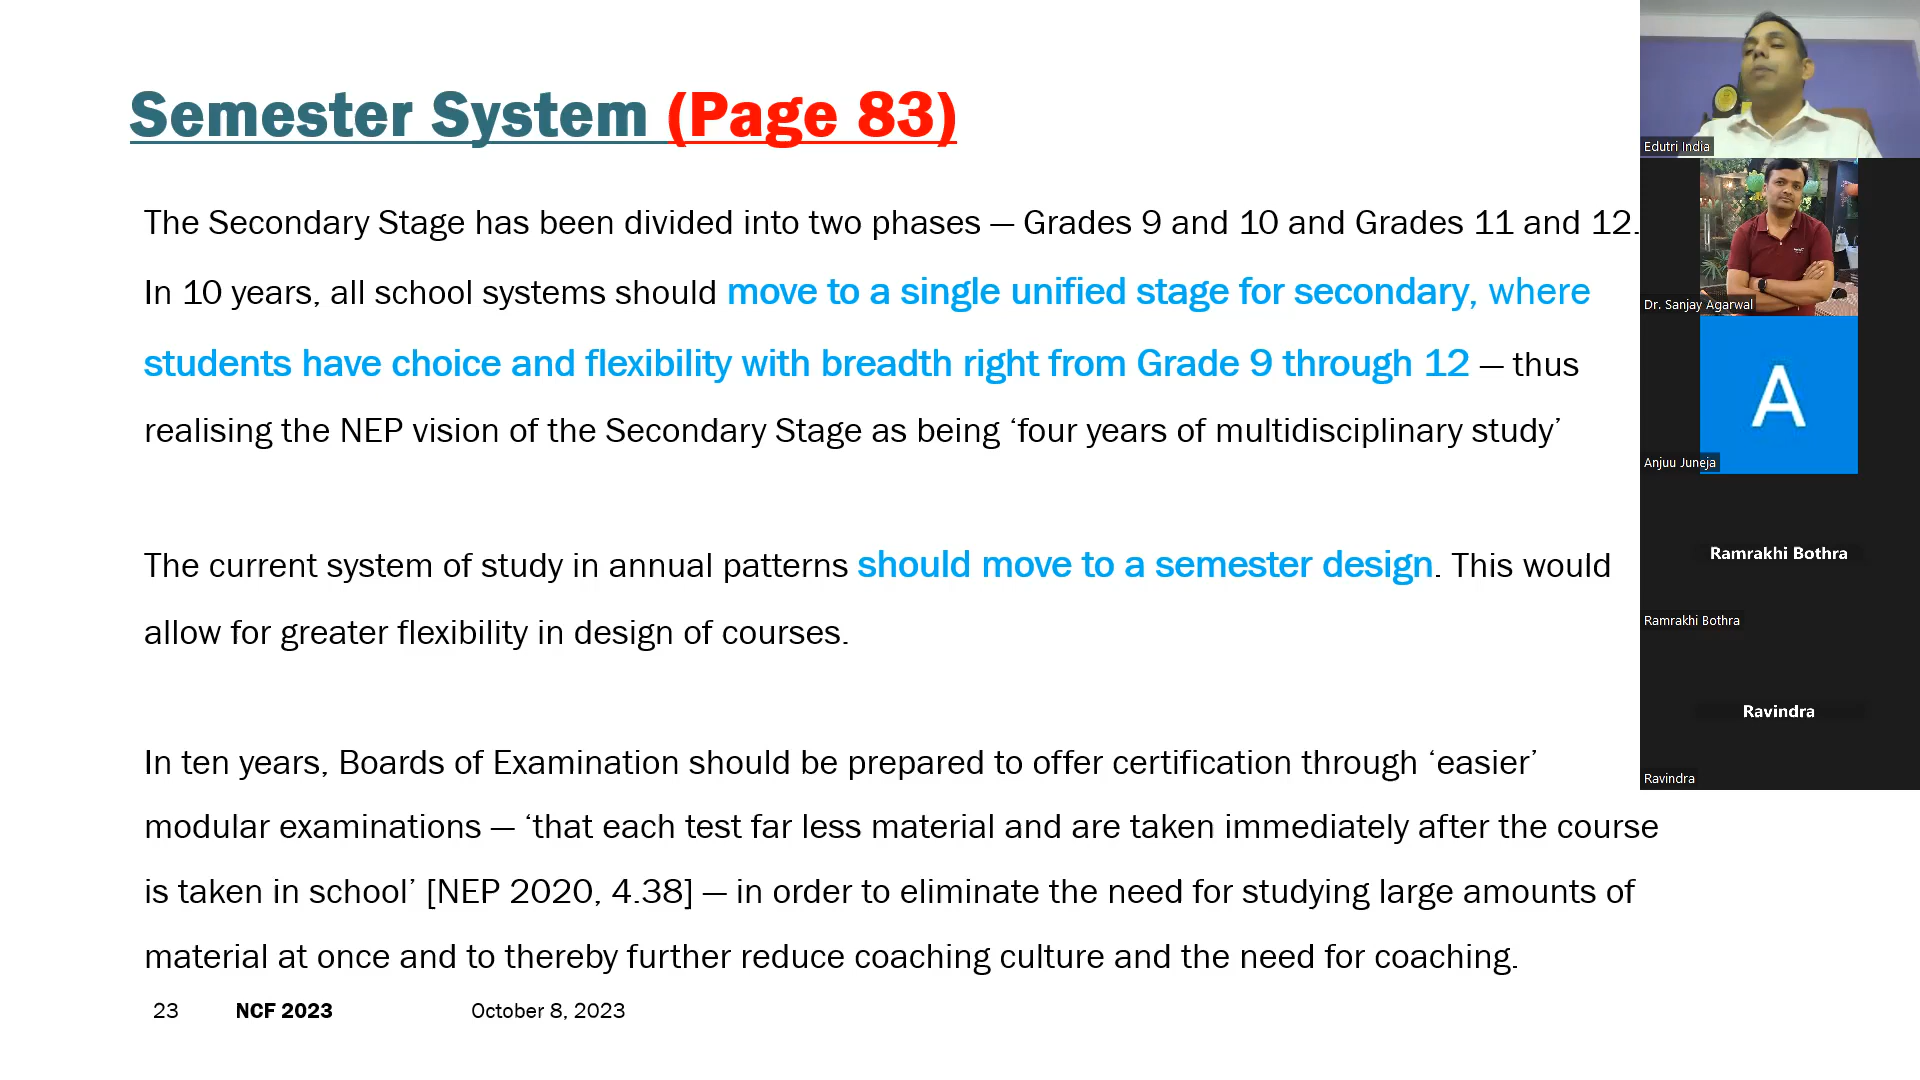 Semester System (Page 83)
The Secondary Stage has been divided into two phases — Grades 9 and 10 and Grades 11 and 12.
In 10 years, all school systems should move to a single unified stage for secondary, where
students have choice and flexibility with breadth right from Grade 9 through 12 — thus
realising the NEP vision of the Secondary Stage as being ‘four years of multidisciplinary study’
The current system of study in annual patterns should move to a semester design. This would
allow for greater flexibility in design of courses.
In ten years, Boards of Examination should be prepared to offer certification through ‘easier’
modular examinations — ‘that each test far less material and are taken immediately after the course
is taken in school’ [NEP 2020, 4.38] — in order to eliminate the need for studying large amounts of
material at once and to thereby further reduce coaching culture and the need for coaching.
23 NCF 2023 October 8, 2023
Edutri India
Dr. Sanjay Agarwal
A
Anjuu Juneja
Ramrakhi Bothra
Ramrakhi Bothra
Ravindra
Ravindra